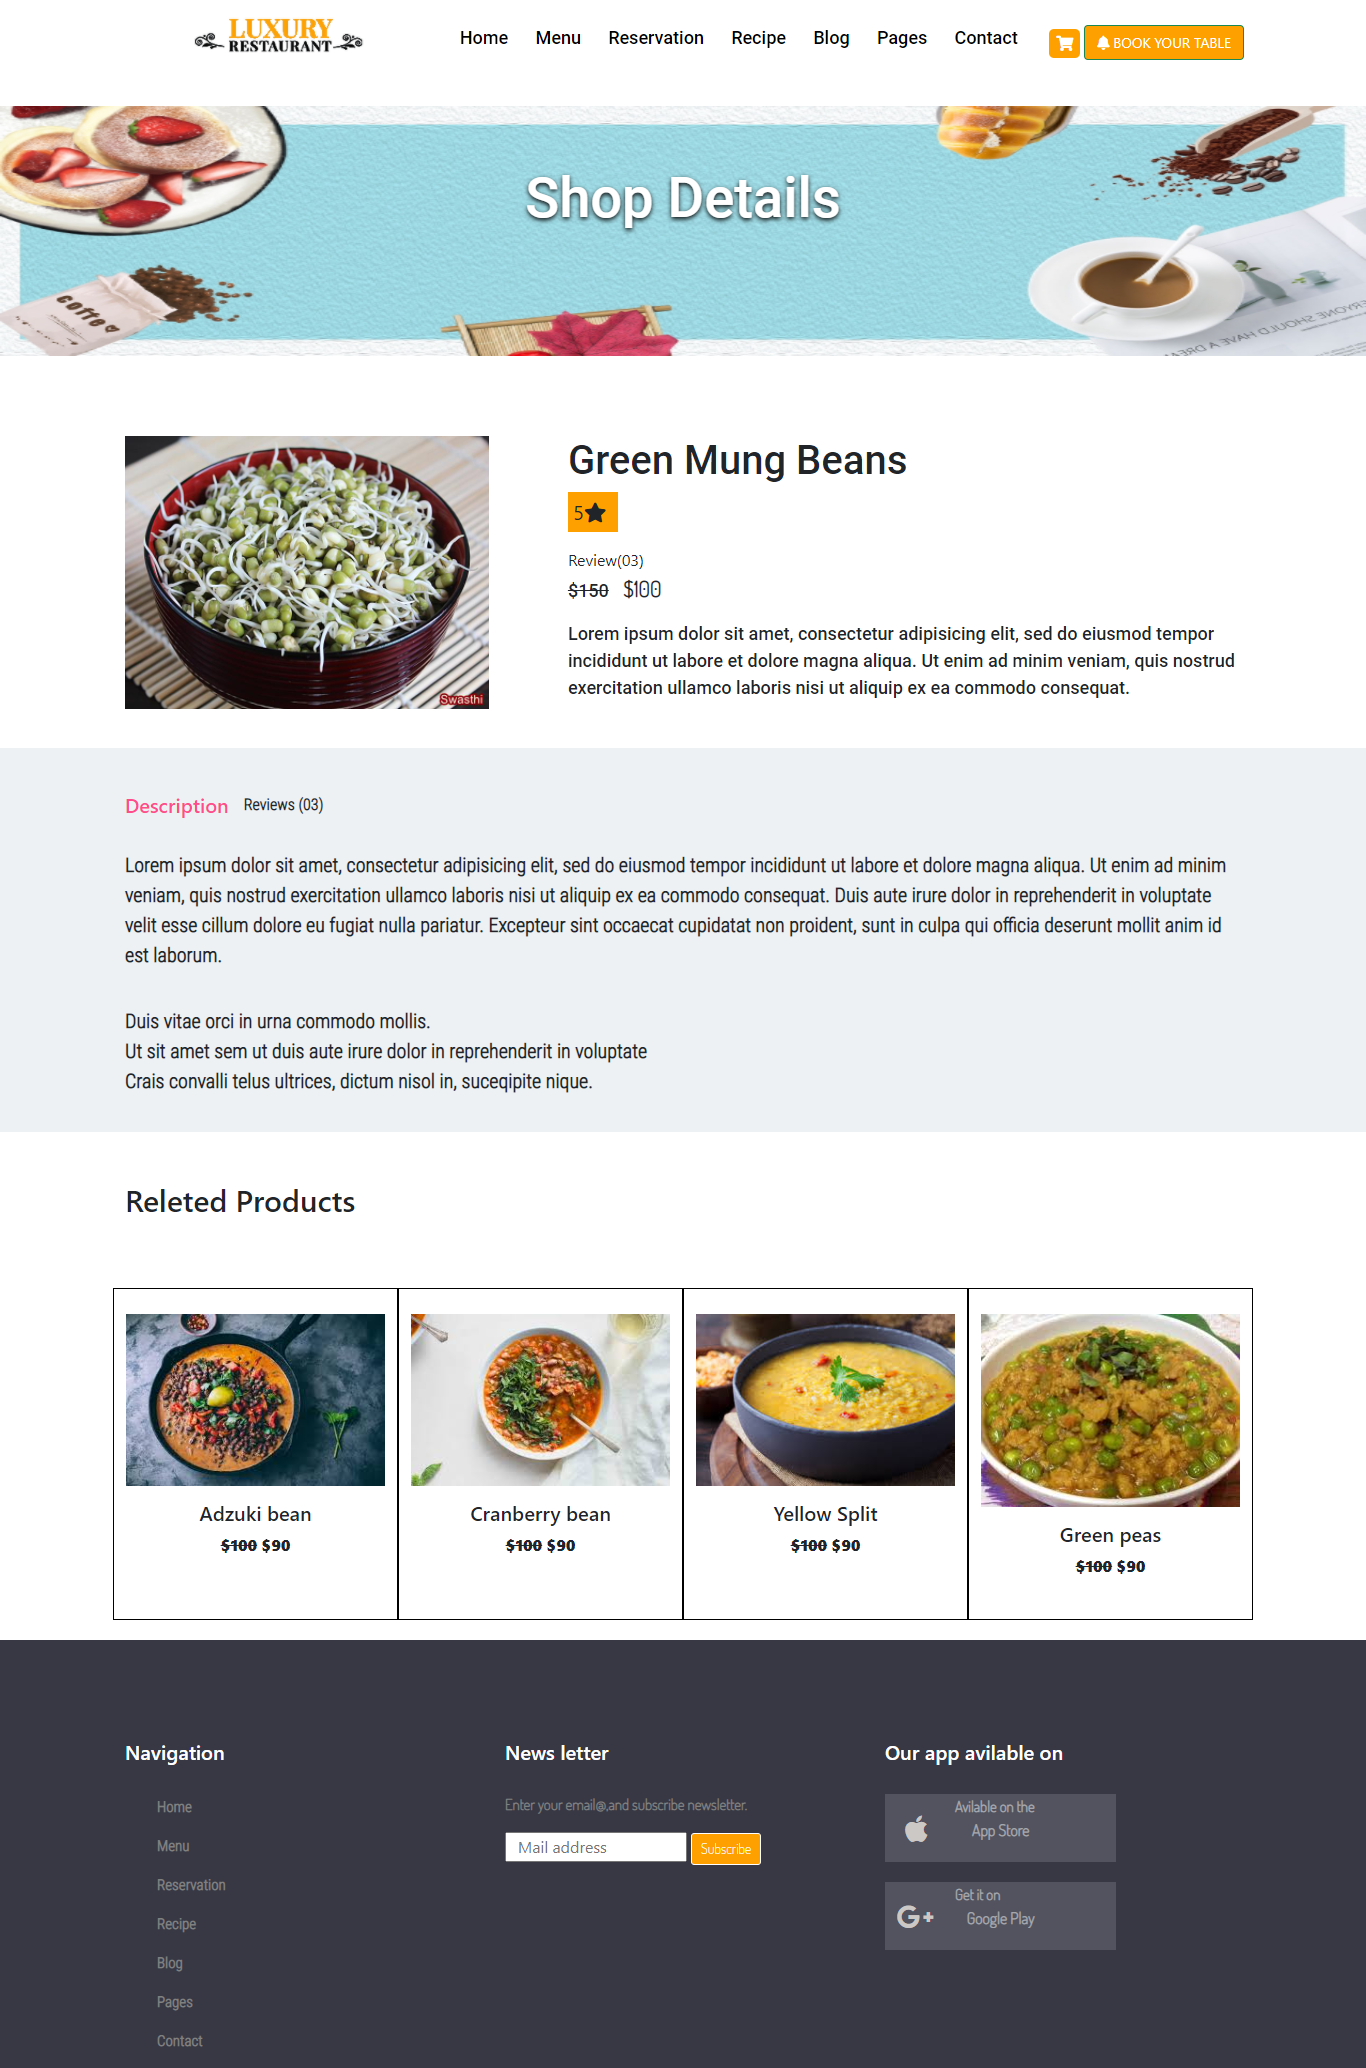 LUXURY
RESTAURANT
Home Menu Reservation Recipe Blog Pages Contact
BOOK YOUR TABLE
Shop Details
coffe
EVERYONE SHOULD HAVE A DREAM
Green Mung Beans
5
Review(03)
$150 $100
Lorem ipsum dolor sit amet, consectetur adipisicing elit, sed do eiusmod tempor
incididunt ut labore et dolore magna aliqua. Ut enim ad minim veniam, quis nostrud
exercitation ullamco laboris nisi ut aliquip ex ea commodo consequat.
Swasthi
Description Reviews (03)
Lorem ipsum dolor sit amet, consectetur adipisicing elit, sed do eiusmod tempor incididunt ut labore et dolore magna aliqua. Ut enim ad minim
veniam, quis nostrud exercitation ullamco laboris nisi ut aliquip ex ea commodo consequat. Duis aute irure dolor in reprehenderit in voluptate
velit esse cillum dolore eu fugiat nulla pariatur. Excepteur sint occaecat cupidatat non proident, sunt in culpa qui officia deserunt mollit anim id
est laborum.
Duis vitae orci in urna commodo mollis.
Ut sit amet sem ut duis aute irure dolor in reprehenderit in voluptate
Crais convalli telus ultrices, dictum nisol in, suceqipite nique.
Releted Products
Adzuki bean
$100 $90
Cranberry bean
$100 $90
Yellow Split
$100 $90
Green peas
$100 $90
Navigation
Home
Menu
Reservation
Recipe
Blog
Pages
Contact
News letter
Enter your email@,and subscribe newsletter.
Mail address Subscribe
Our app avilable on
Avilable on the
App Store
Get it on
Google Play